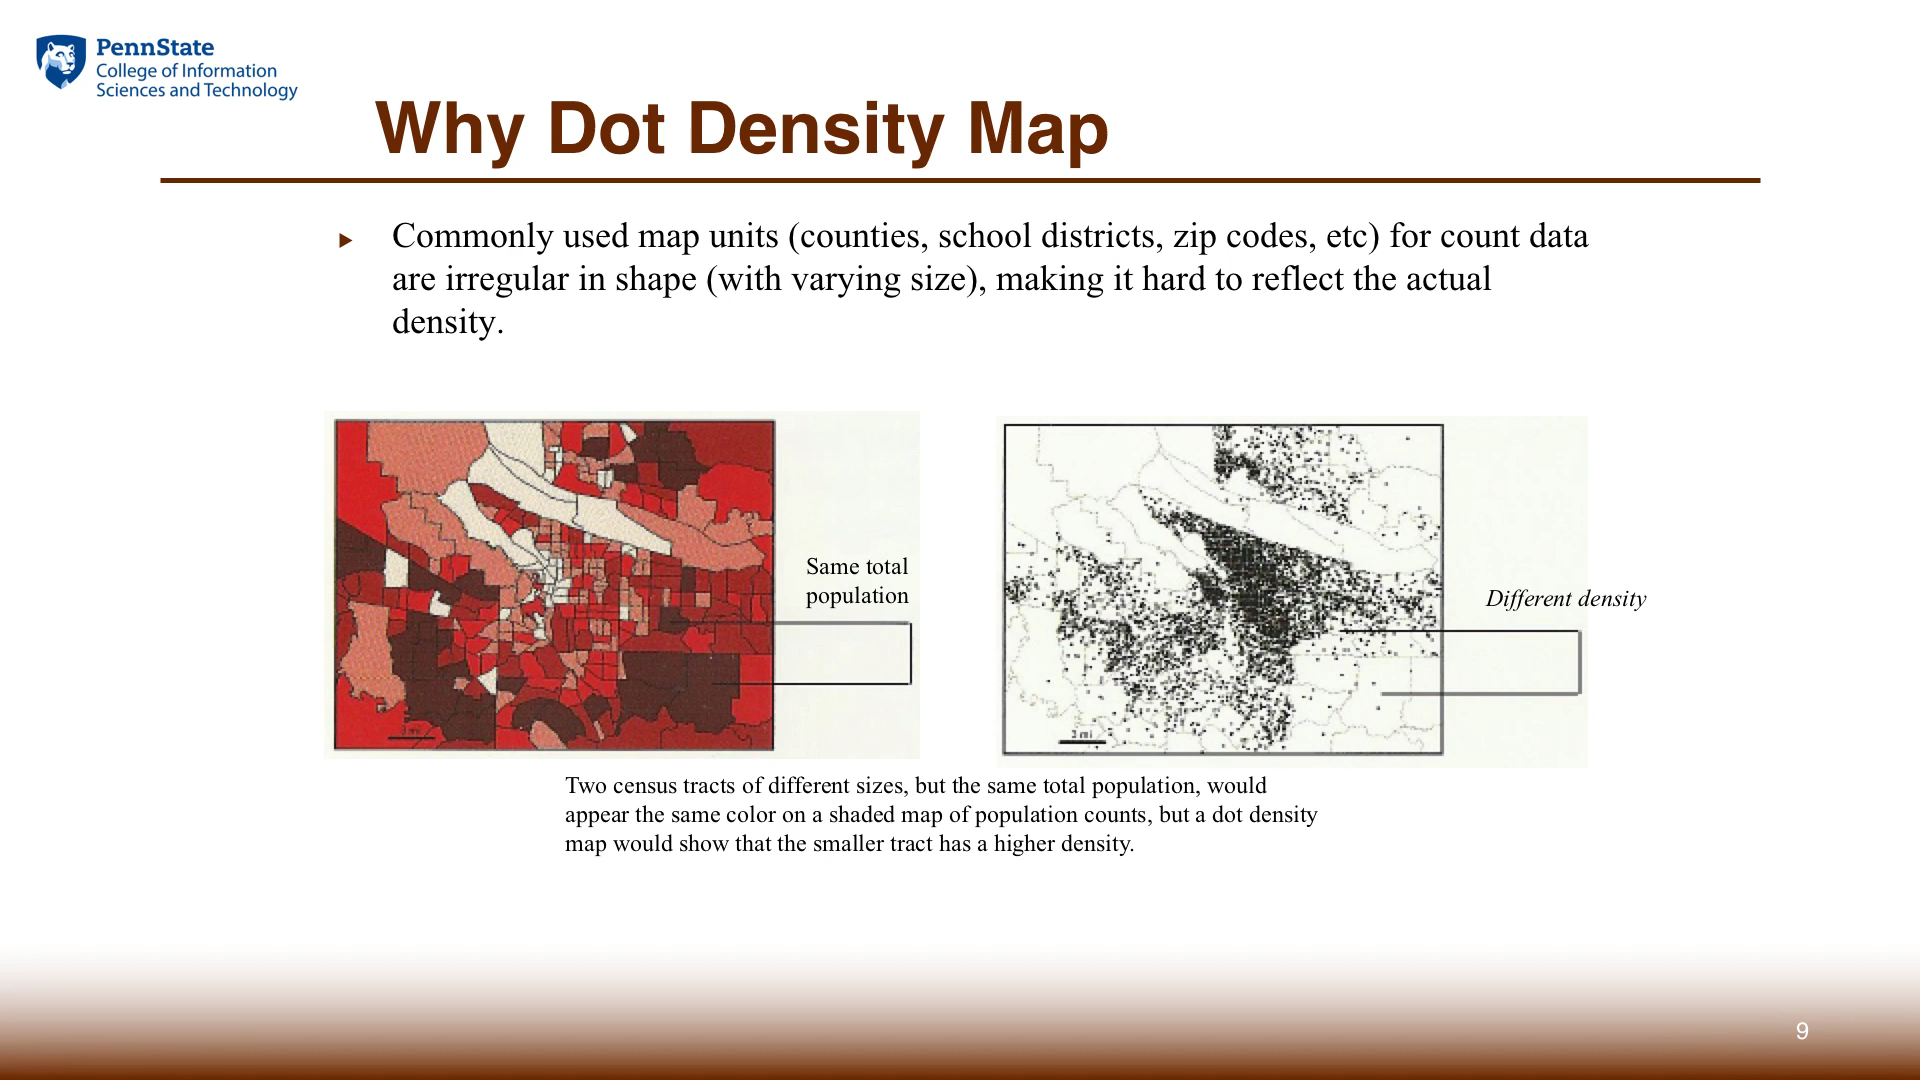 PennState
College of Information
Sciences and Technology
Why Dot Density Map
Commonly used map units (counties, school districts, zip codes, etc) for count data
are irregular in shape (with varying size), making it hard to reflect the actual
density.
Same total
population
3 mi
Different density
3 mi
Two census tracts of different sizes, but the same total population, would
appear the same color on a shaded map of population counts, but a dot density
map would show that the smaller tract has a higher density.
9